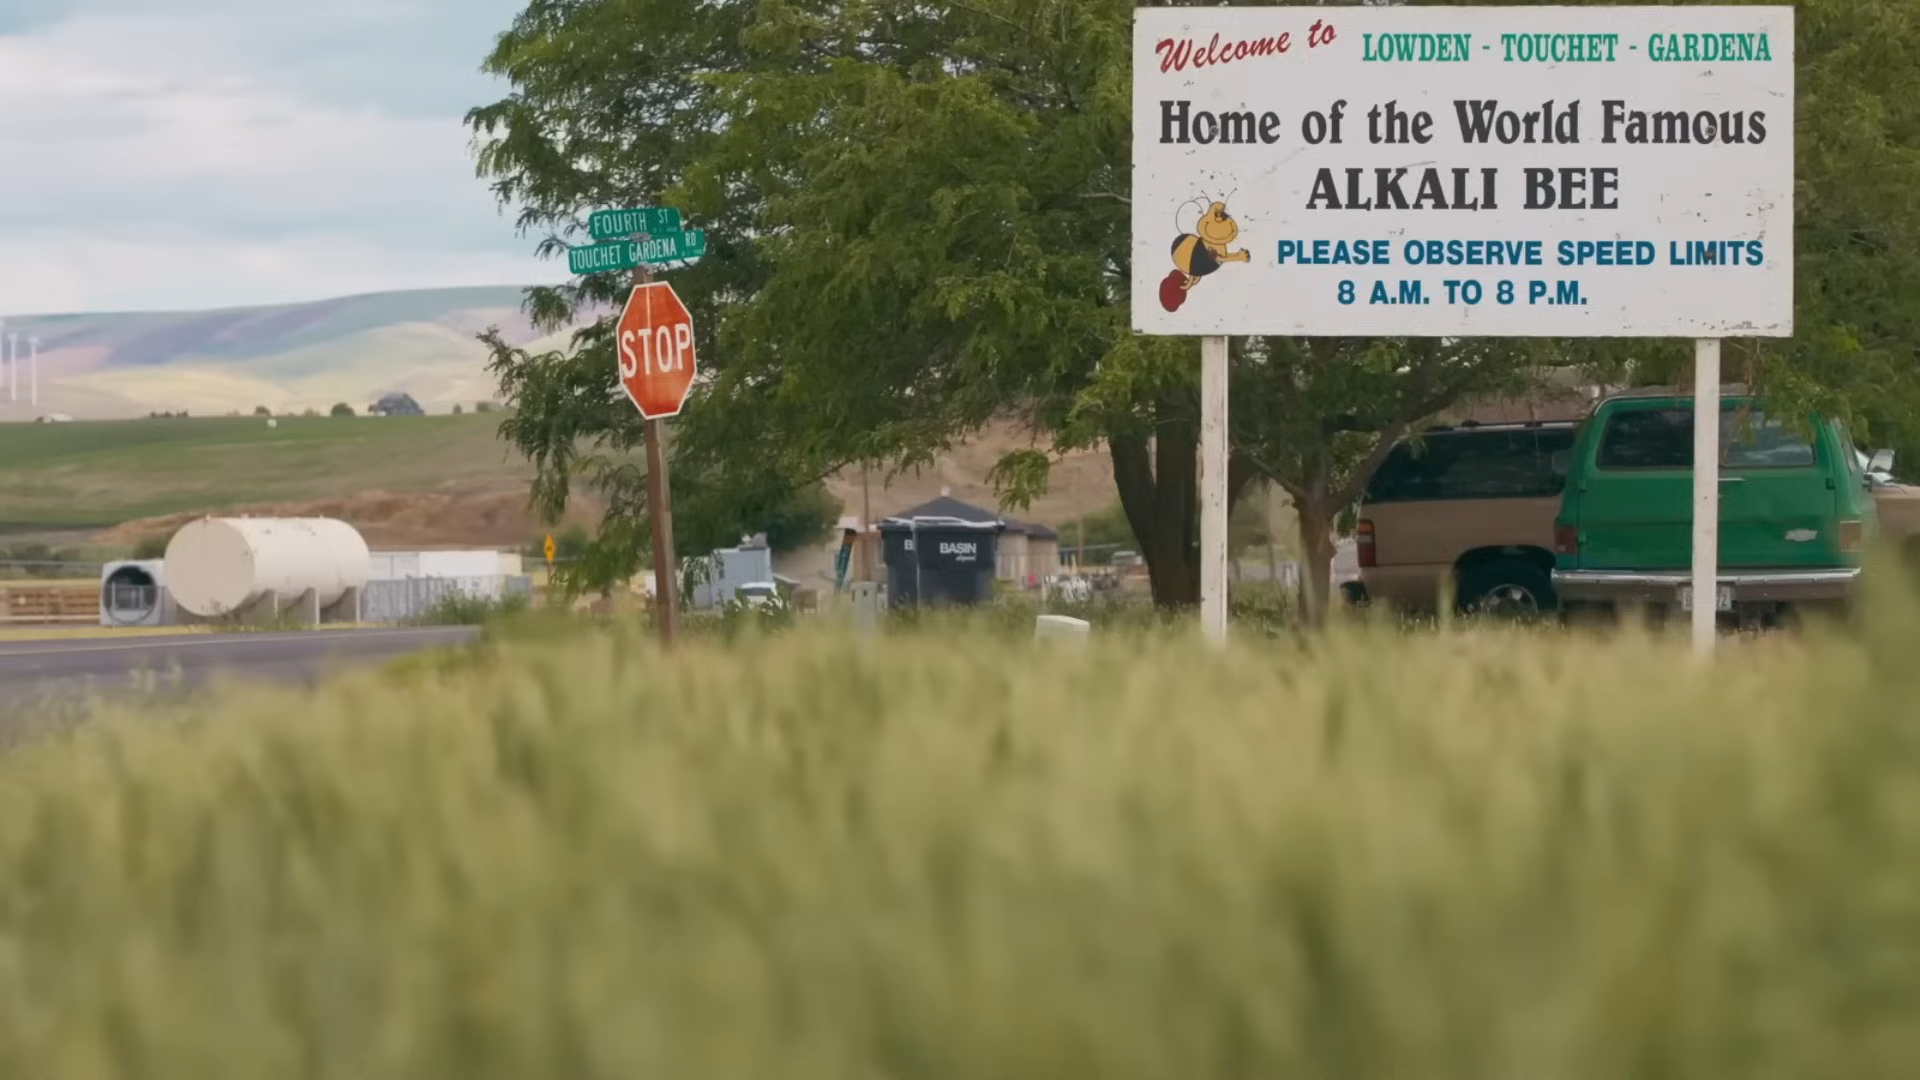 Welcome to LOWDEN - TOUCHET - GARDENA
Home of the World Famous
ALKALI BEE
PLEASE OBSERVE SPEED LIMITS
8 A.M. TO 8 P.M.
FOURTH ST
TOUCHET GARDENA RD
STOP
B
BASIN